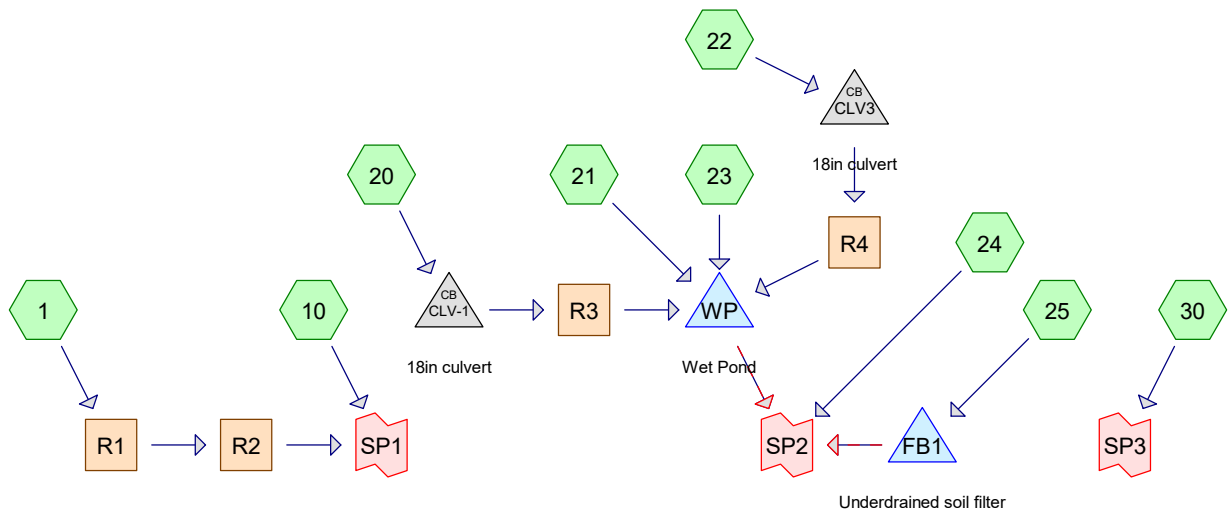 22
CB
CLV3
18in culvert
20
21
23
R4
24
1
10
CB
CLV-1
18in culvert
R3
WP
Wet Pond
25
30
R1
R2
SP1
SP2
FB1
Underdrained soil filter
SP3